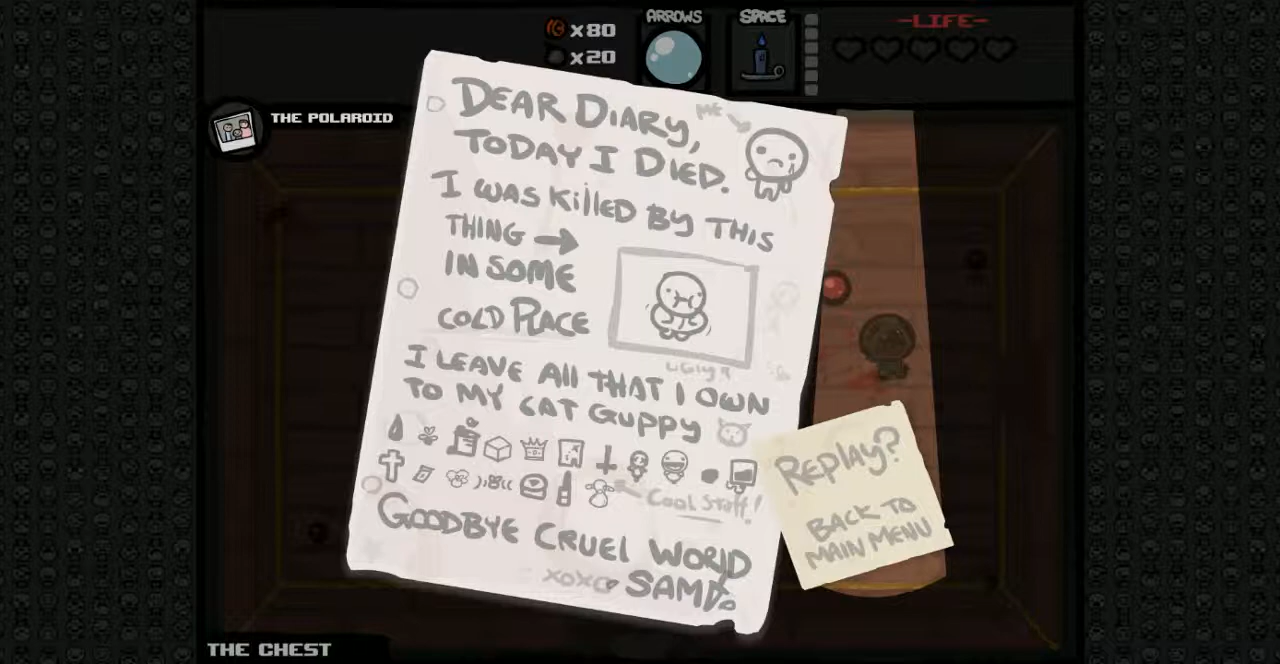 ARROWS
SPACE
-LIFE-
x80
x20
THE POLAROID
DEAR DIARY,
ME
TODAY I DIED.
I WAS KILLED BY THIS
THING →
IN SOME
COLD PLACE
UGLY
I LEAVE ALL THAT I OWN
TO MY CAT GUPPY
COOL STUFF!
GOODBYE CRUEL WORLD
XOXO SAM
REPLAY?
BACK TO
MAIN MENU
THE CHEST